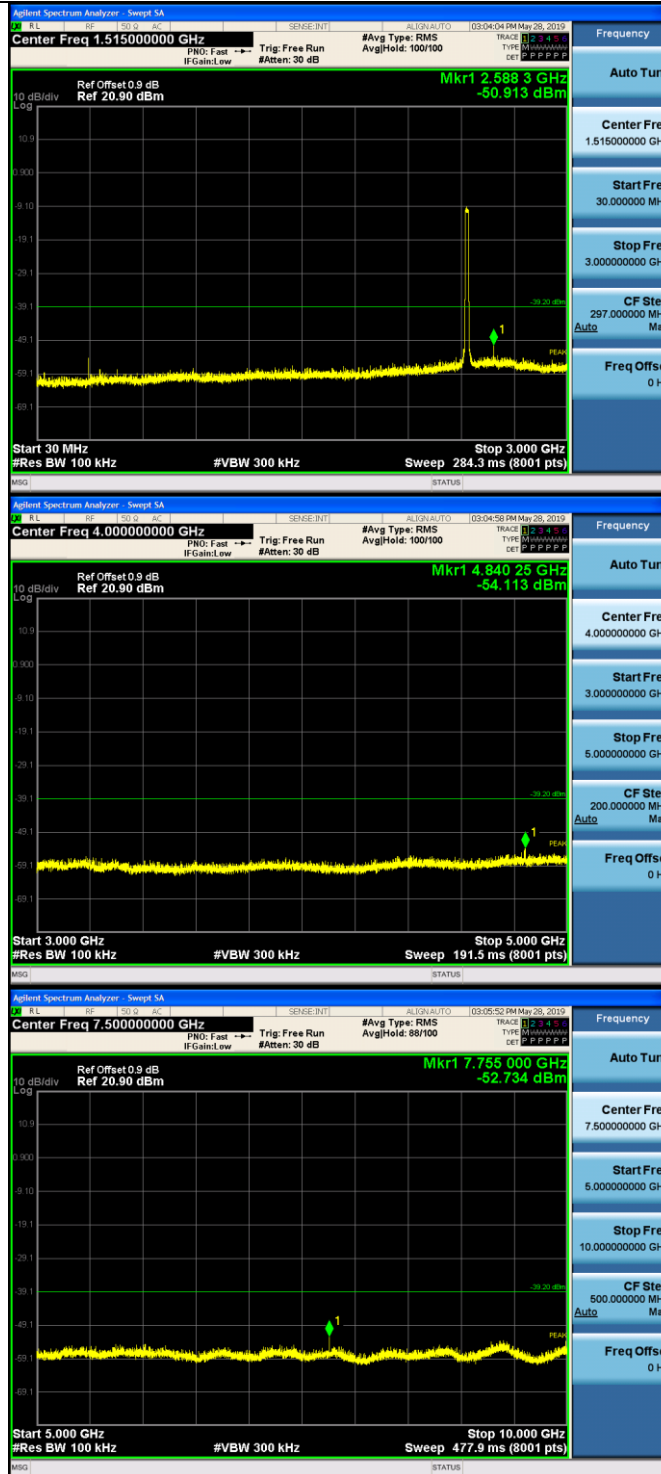 Agilent Spectrum Analyzer - Swept SA
RL RF 50 Ω AC SENSE:INT ALIGNAUTO 03:04:04 PM May 28, 2019
Center Freq 1.515000000 GHz
PNO: Fast
IFGain:Low
Trig: Free Run
#Atten: 30 dB
#Avg Type: RMS
Avg|Hold: 100/100
TRACE 1 2 3 4 5 6
TYPE M
DET P P P P P P
Mkr1 2.588 3 GHz
-50.913 dBm
Ref Offset 0.9 dB
10 dB/div Ref 20.90 dBm
Log
10.9
0.900
-9.10
-19.1
-29.1
-39.1
-39.20 dBm
1
-49.1
PEAK
-59.1
-69.1
Start 30 MHz Stop 3.000 GHz
#Res BW 100 kHz #VBW 300 kHz Sweep 284.3 ms (8001 pts)
MSG STATUS
Frequency
Auto Tun
Center Fre
1.515000000 GH
Start Fre
30.000000 MH
Stop Fre
3.000000000 GH
CF Ste
297.000000 MH
Auto Ma
Freq Offse
0 H
Agilent Spectrum Analyzer - Swept SA
RL RF 50 Ω AC SENSE:INT ALIGNAUTO 03:04:58 PM May 28, 2019
Center Freq 4.000000000 GHz
PNO: Fast
IFGain:Low
Trig: Free Run
#Atten: 30 dB
#Avg Type: RMS
Avg|Hold: 100/100
TRACE 1 2 3 4 5 6
TYPE M
DET P P P P P P
Mkr1 4.840 25 GHz
-54.113 dBm
Ref Offset 0.9 dB
10 dB/div Ref 20.90 dBm
Log
10.9
0.900
-9.10
-19.1
-29.1
-39.1
-39.20 dBm
-49.1
1
PEAK
-59.1
-69.1
Start 3.000 GHz Stop 5.000 GHz
#Res BW 100 kHz #VBW 300 kHz Sweep 191.5 ms (8001 pts)
MSG STATUS
Frequency
Auto Tun
Center Fre
4.000000000 GH
Start Fre
3.000000000 GH
Stop Fre
5.000000000 GH
CF Ste
200.000000 MH
Auto Ma
Freq Offse
0 H
Agilent Spectrum Analyzer - Swept SA
RL RF 50 Ω AC SENSE:INT ALIGNAUTO 03:05:52 PM May 28, 2019
Center Freq 7.500000000 GHz
PNO: Fast
IFGain:Low
Trig: Free Run
#Atten: 30 dB
#Avg Type: RMS
Avg|Hold: 88/100
TRACE 1 2 3 4 5 6
TYPE M
DET P P P P P P
Mkr1 7.755 000 GHz
-52.734 dBm
Ref Offset 0.9 dB
10 dB/div Ref 20.90 dBm
Log
10.9
0.900
-9.10
-19.1
-29.1
-39.1
-39.20 dBm
-49.1
1
PEAK
-59.1
-69.1
Start 5.000 GHz Stop 10.000 GHz
#Res BW 100 kHz #VBW 300 kHz Sweep 477.9 ms (8001 pts)
MSG STATUS
Frequency
Auto Tun
Center Fre
7.500000000 GH
Start Fre
5.000000000 GH
Stop Fre
10.000000000 GH
CF Ste
500.000000 MH
Auto Ma
Freq Offse
0 H